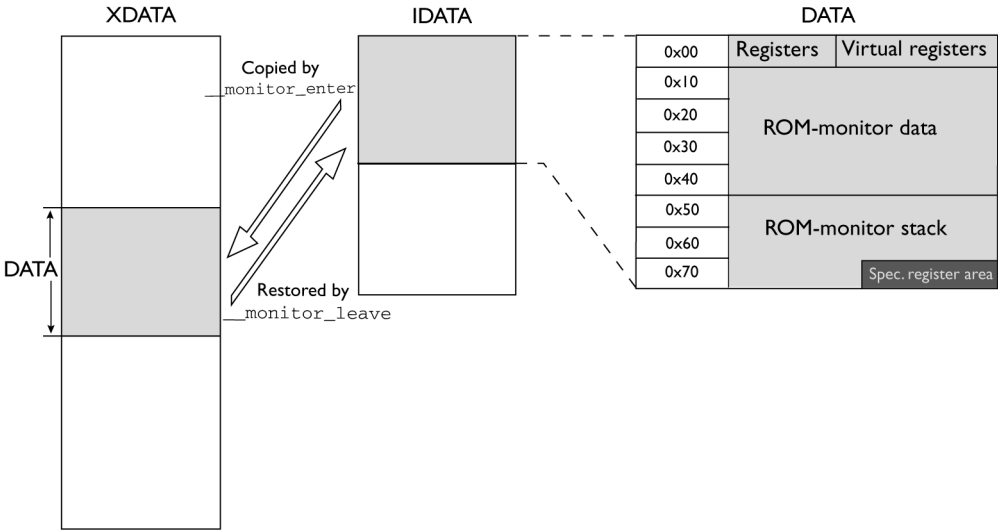 XDATA
IDATA
DATA
Copied by
__monitor_enter
DATA
Restored by
__monitor_leave
0x00
Registers
Virtual registers
0x10
0x20
ROM-monitor data
0x30
0x40
0x50
ROM-monitor stack
0x60
0x70
Spec. register area